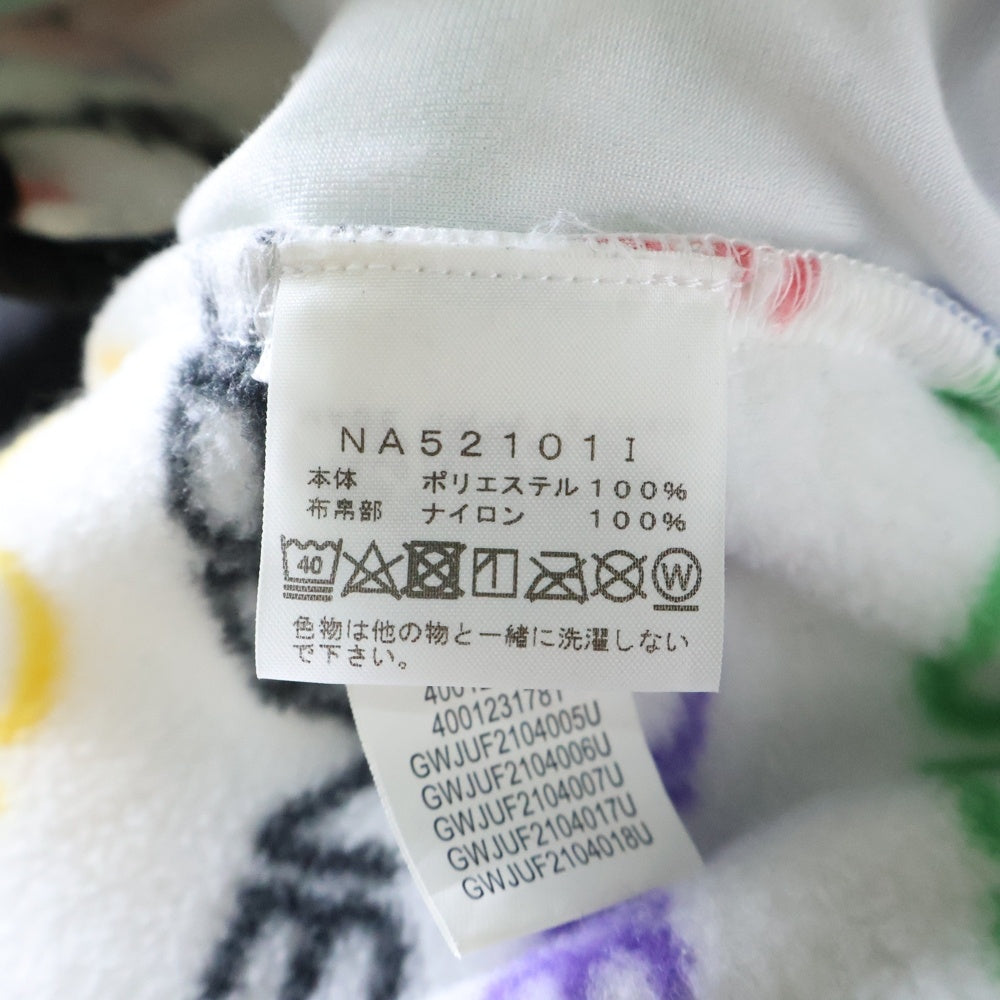 NA52101I
本体 ポリエステル 100%
布帛部 ナイロン 100%
40 W
色物は他の物と一緒に洗濯しない
で下さい。
4001231781
GWJUF2104005U
GWJUF2104006U
GWJUF2104007U
GWJUF2104017U
GWJUF2104018U